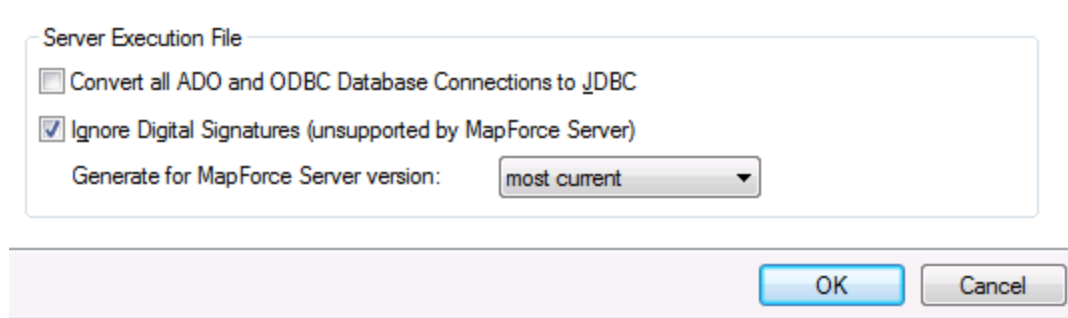 Server Execution File
Convert all ADO and ODBC Database Connections to JDBC
Ignore Digital Signatures (unsupported by MapForce Server)
Generate for MapForce Server version: most current
OK Cancel